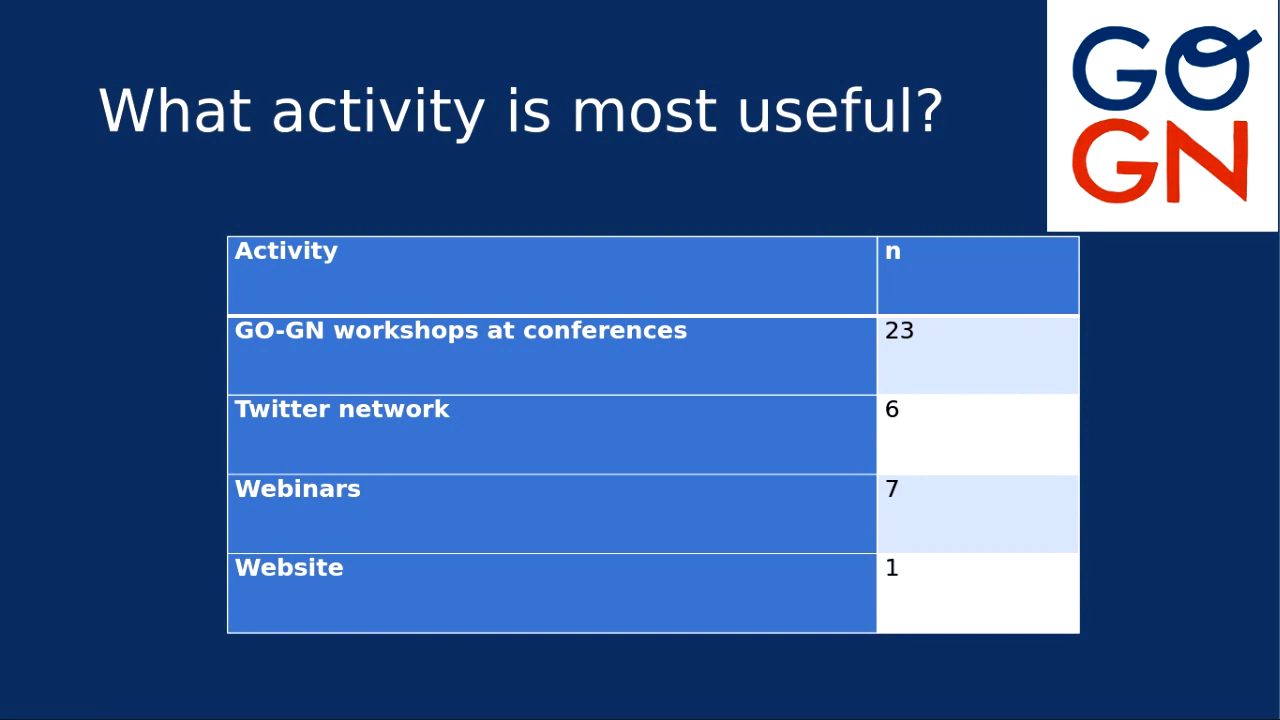 GO
GN
What activity is most useful?
Activity n
GO-GN workshops at conferences 23
Twitter network 6
Webinars 7
Website 1